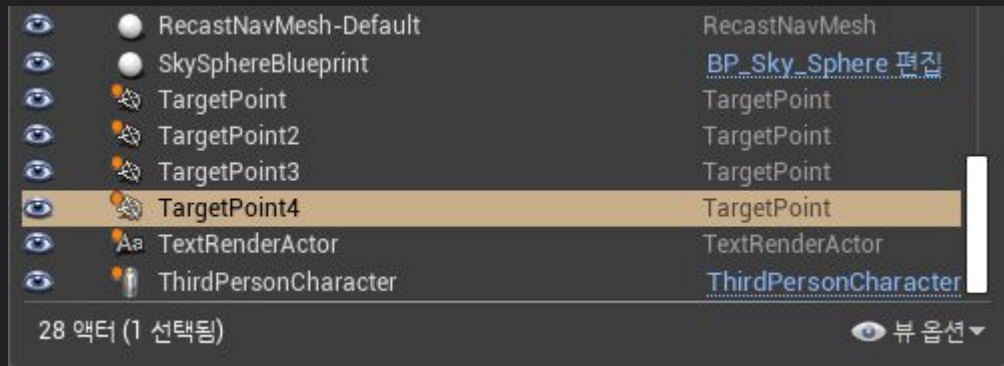 RecastNavMesh-Default RecastNavMesh
SkySphereBlueprint BP_Sky_Sphere 편집
TargetPoint TargetPoint
TargetPoint2 TargetPoint
TargetPoint3 TargetPoint
TargetPoint4 TargetPoint
Aa TextRenderActor TextRenderActor
ThirdPersonCharacter ThirdPersonCharacter
28 액터 (1 선택됨) 뷰 옵션